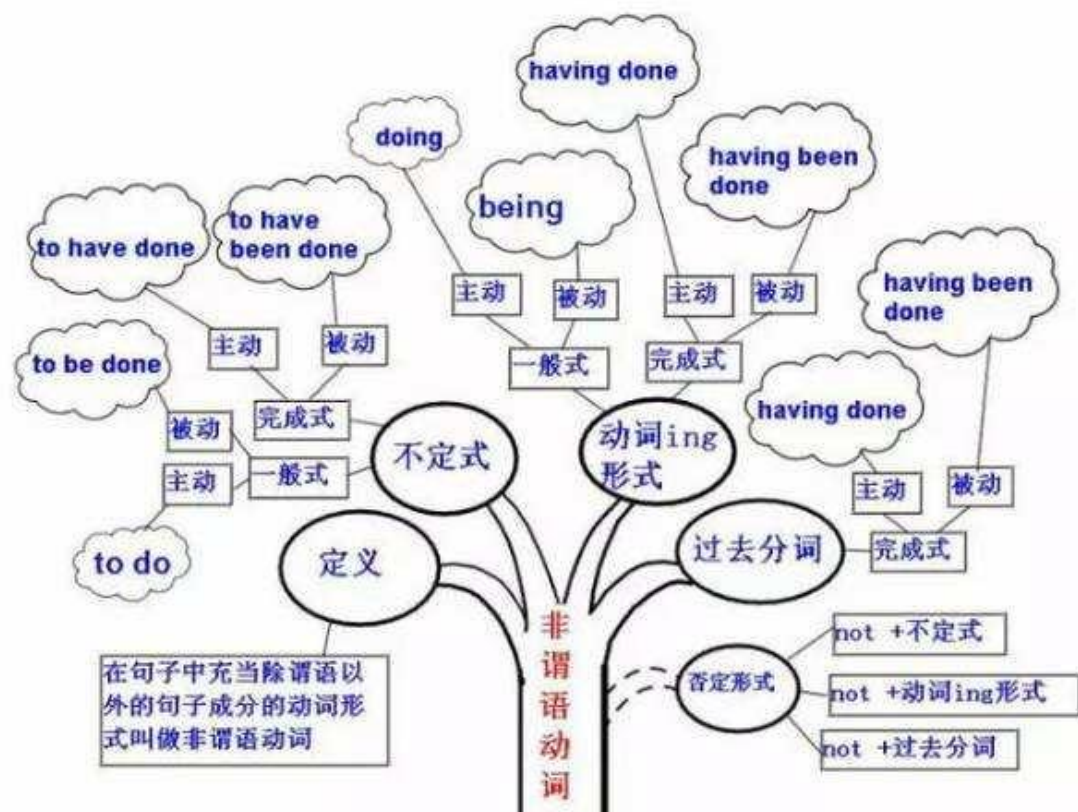 having done
doing
having been
done
being
to have done
to have
been done
having been
done
主动
被动
主动
被动
to be done
主动
被动
一般式
完成式
having done
被动
完成式
不定式
动词ing
形式
主动
一般式
主动
被动
to do
定义
过去分词
完成式
非
谓
语
动
词
在句子中充当除谓语以
外的句子成分的动词形
式叫做非谓语动词
否定形式
not +不定式
not +动词ing形式
not +过去分词